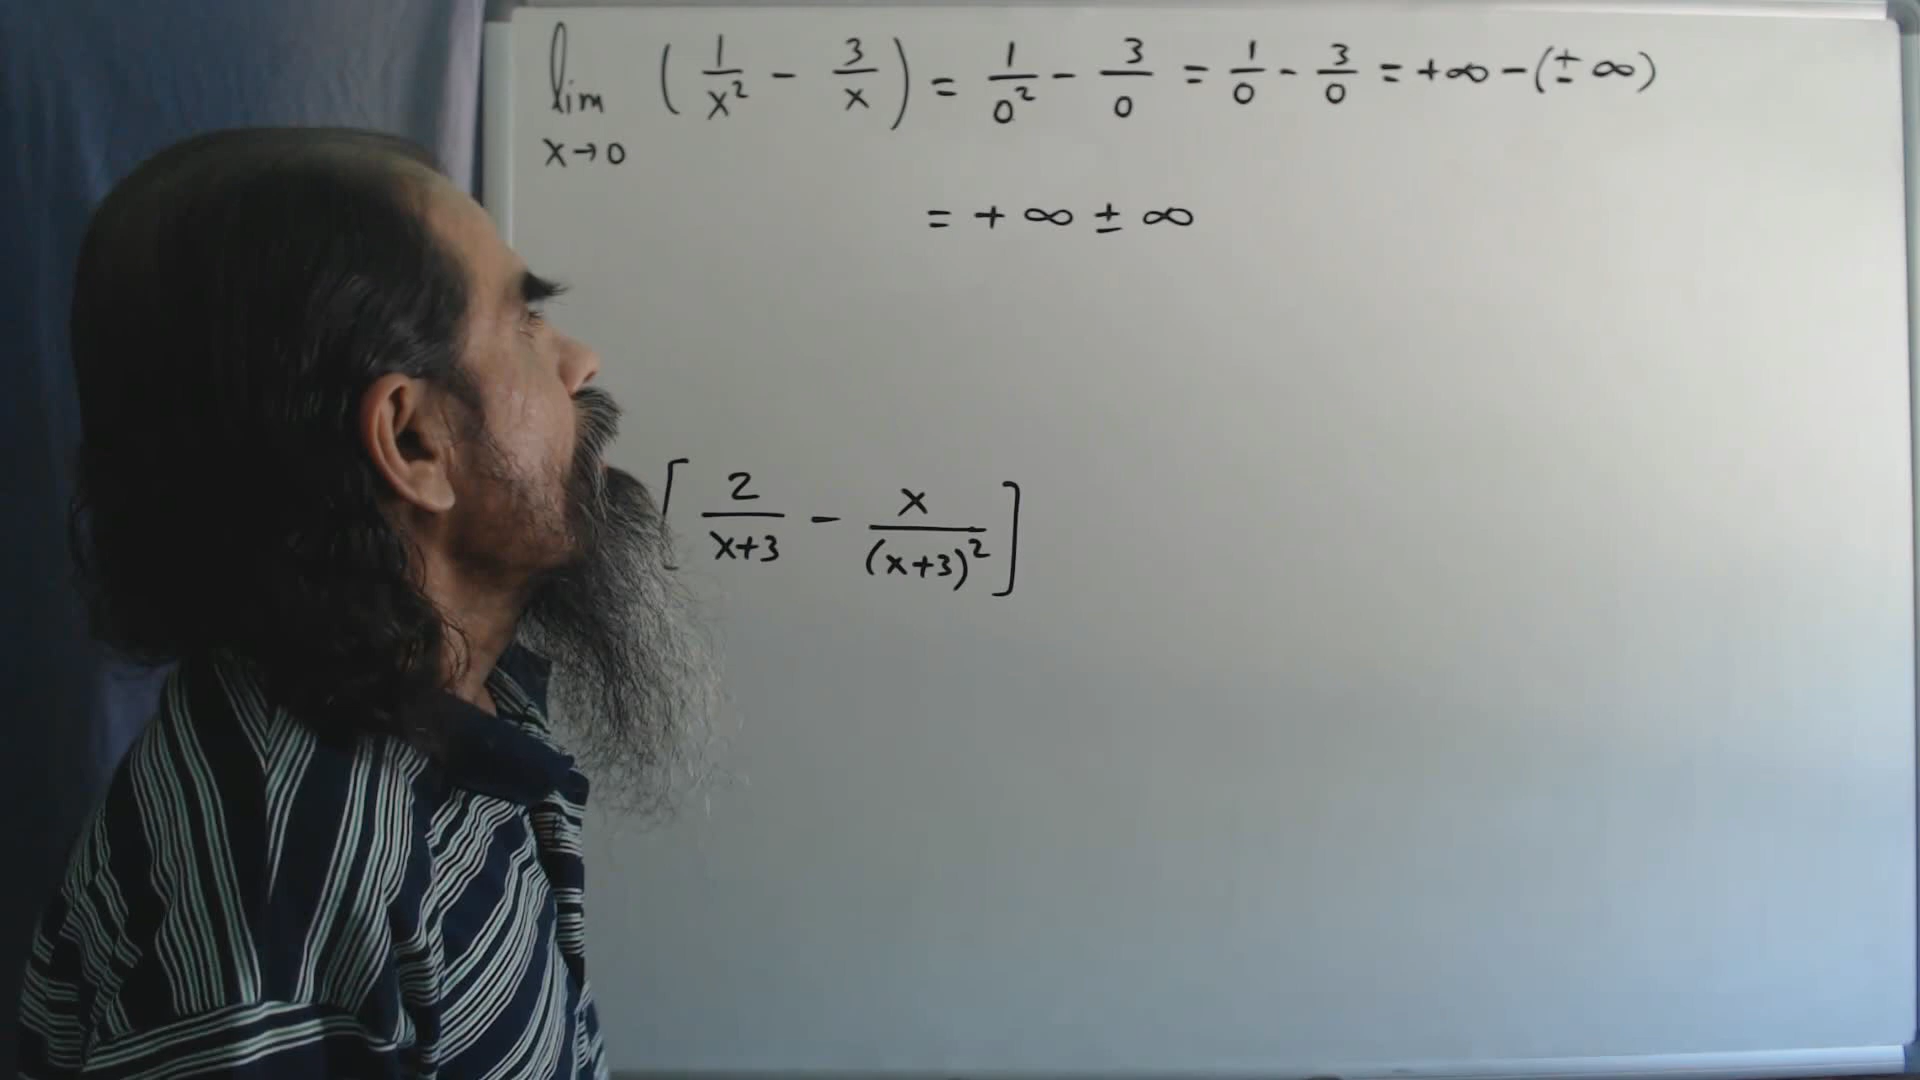 lim (1/x² - 3/x) = 1/0² - 3/0 = 1/0 - 3/0 = +∞ - (± ∞)
x→0
= + ∞ ± ∞
[2/(x+3) - x/(x+3)²]